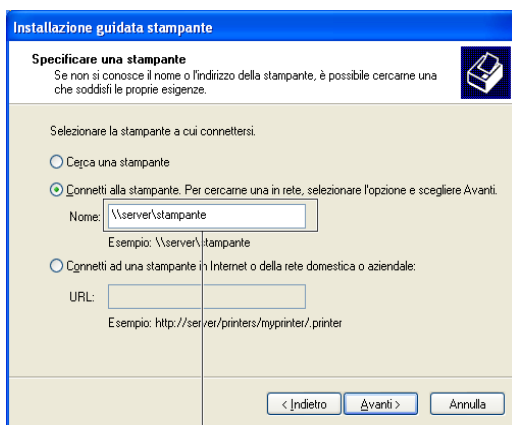 Installazione guidata stampante
Specificare una stampante
Se non si conosce il nome o l'indirizzo della stampante, è possibile cercarne una
che soddisfi le proprie esigenze.
Selezionare la stampante a cui connettersi.
Cerca una stampante
Connetti alla stampante. Per cercarne una in rete, selezionare l'opzione e scegliere Avanti.
Nome: \\server\stampante
Esempio: \\server\stampante
Connetti ad una stampante in Internet o della rete domestica o aziendale:
URL:
Esempio: http://server/printers/myprinter/.printer
< Indietro Avanti > Annulla